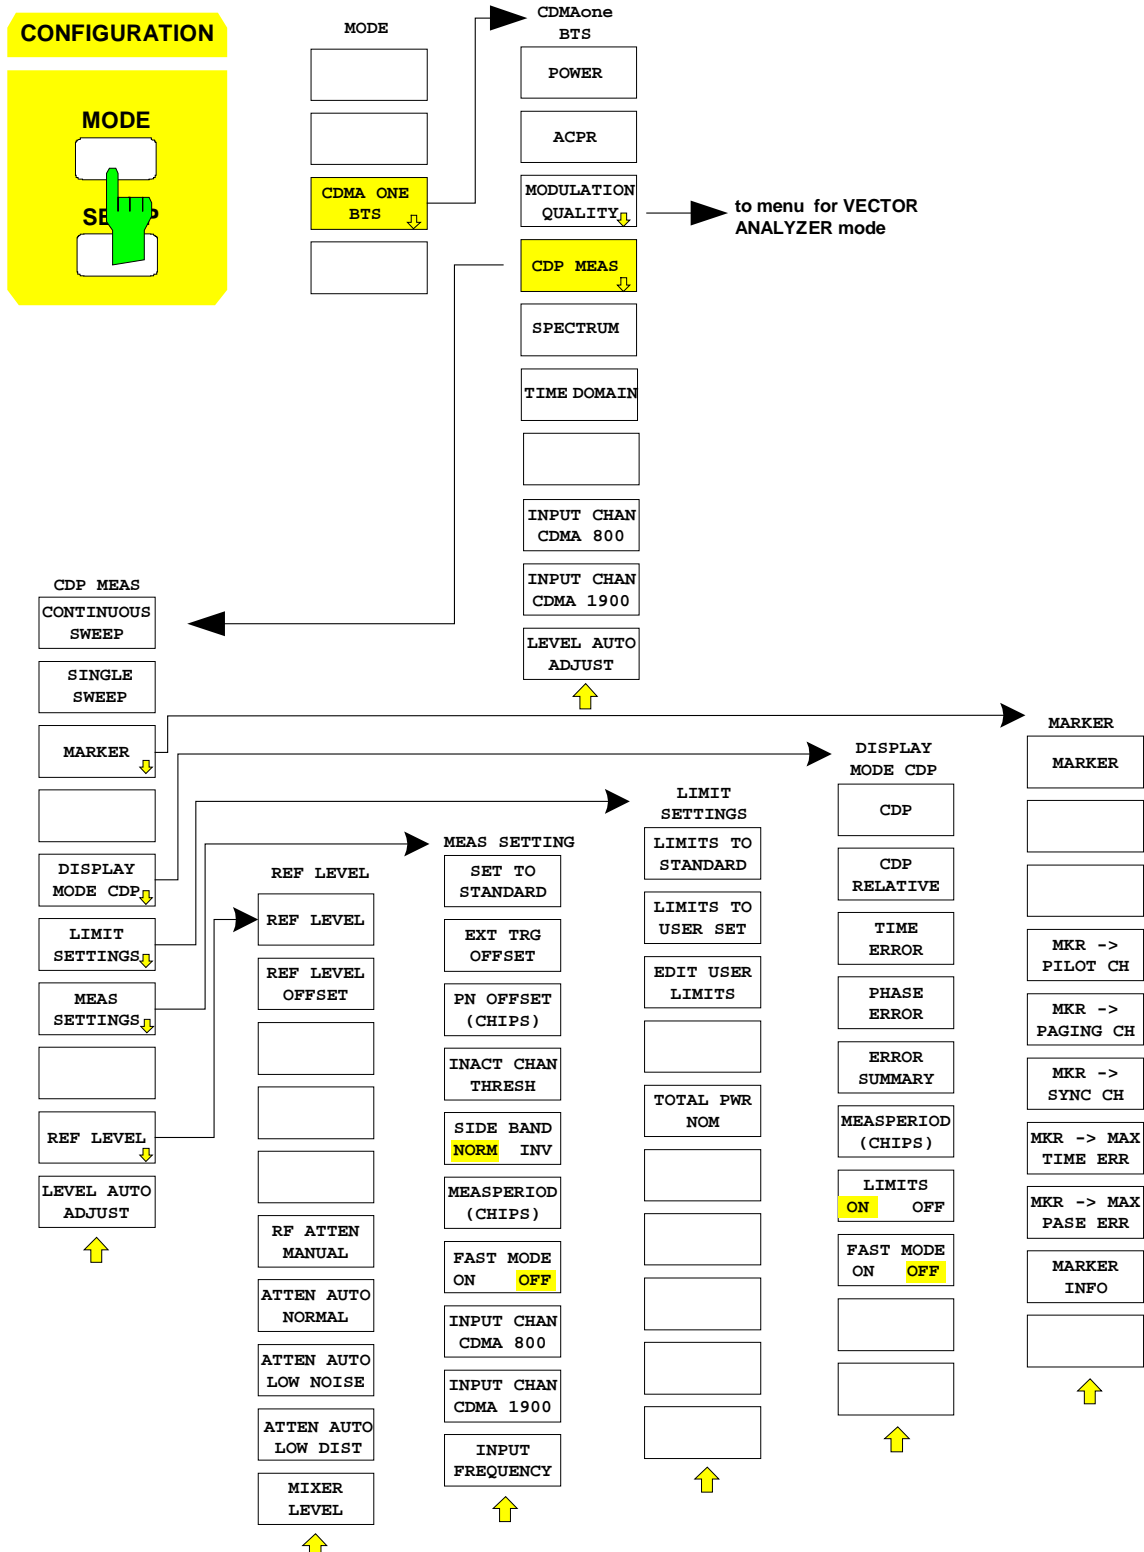 CONFIGURATION
MODE
SETUP
MODE
CDMA ONE
BTS
CDMAone
BTS
POWER
ACPR
MODULATION
QUALITY
to menu for VECTOR
ANALYZER mode
CDP MEAS
SPECTRUM
TIME DOMAIN
INPUT CHAN
CDMA 800
INPUT CHAN
CDMA 1900
LEVEL AUTO
ADJUST
CDP MEAS
CONTINUOUS
SWEEP
SINGLE
SWEEP
MARKER
DISPLAY
MODE CDP
LIMIT
SETTINGS
MEAS
SETTINGS
REF LEVEL
LEVEL AUTO
ADJUST
REF LEVEL
REF LEVEL
REF LEVEL
OFFSET
RF ATTEN
MANUAL
ATTEN AUTO
NORMAL
ATTEN AUTO
LOW NOISE
ATTEN AUTO
LOW DIST
MIXER
LEVEL
MEAS SETTING
SET TO
STANDARD
EXT TRG
OFFSET
PN OFFSET
(CHIPS)
INACT CHAN
THRESH
SIDE BAND
NORM INV
MEASPERIOD
(CHIPS)
FAST MODE
ON OFF
INPUT CHAN
CDMA 800
INPUT CHAN
CDMA 1900
INPUT
FREQUENCY
LIMIT
SETTINGS
LIMITS TO
STANDARD
LIMITS TO
USER SET
EDIT USER
LIMITS
TOTAL PWR
NOM
DISPLAY
MODE CDP
CDP
CDP
RELATIVE
TIME
ERROR
PHASE
ERROR
ERROR
SUMMARY
MEASPERIOD
(CHIPS)
LIMITS
ON OFF
FAST MODE
ON OFF
MARKER
MARKER
MKR ->
PILOT CH
MKR ->
PAGING CH
MKR ->
SYNC CH
MKR -> MAX
TIME ERR
MKR -> MAX
PASE ERR
MARKER
INFO